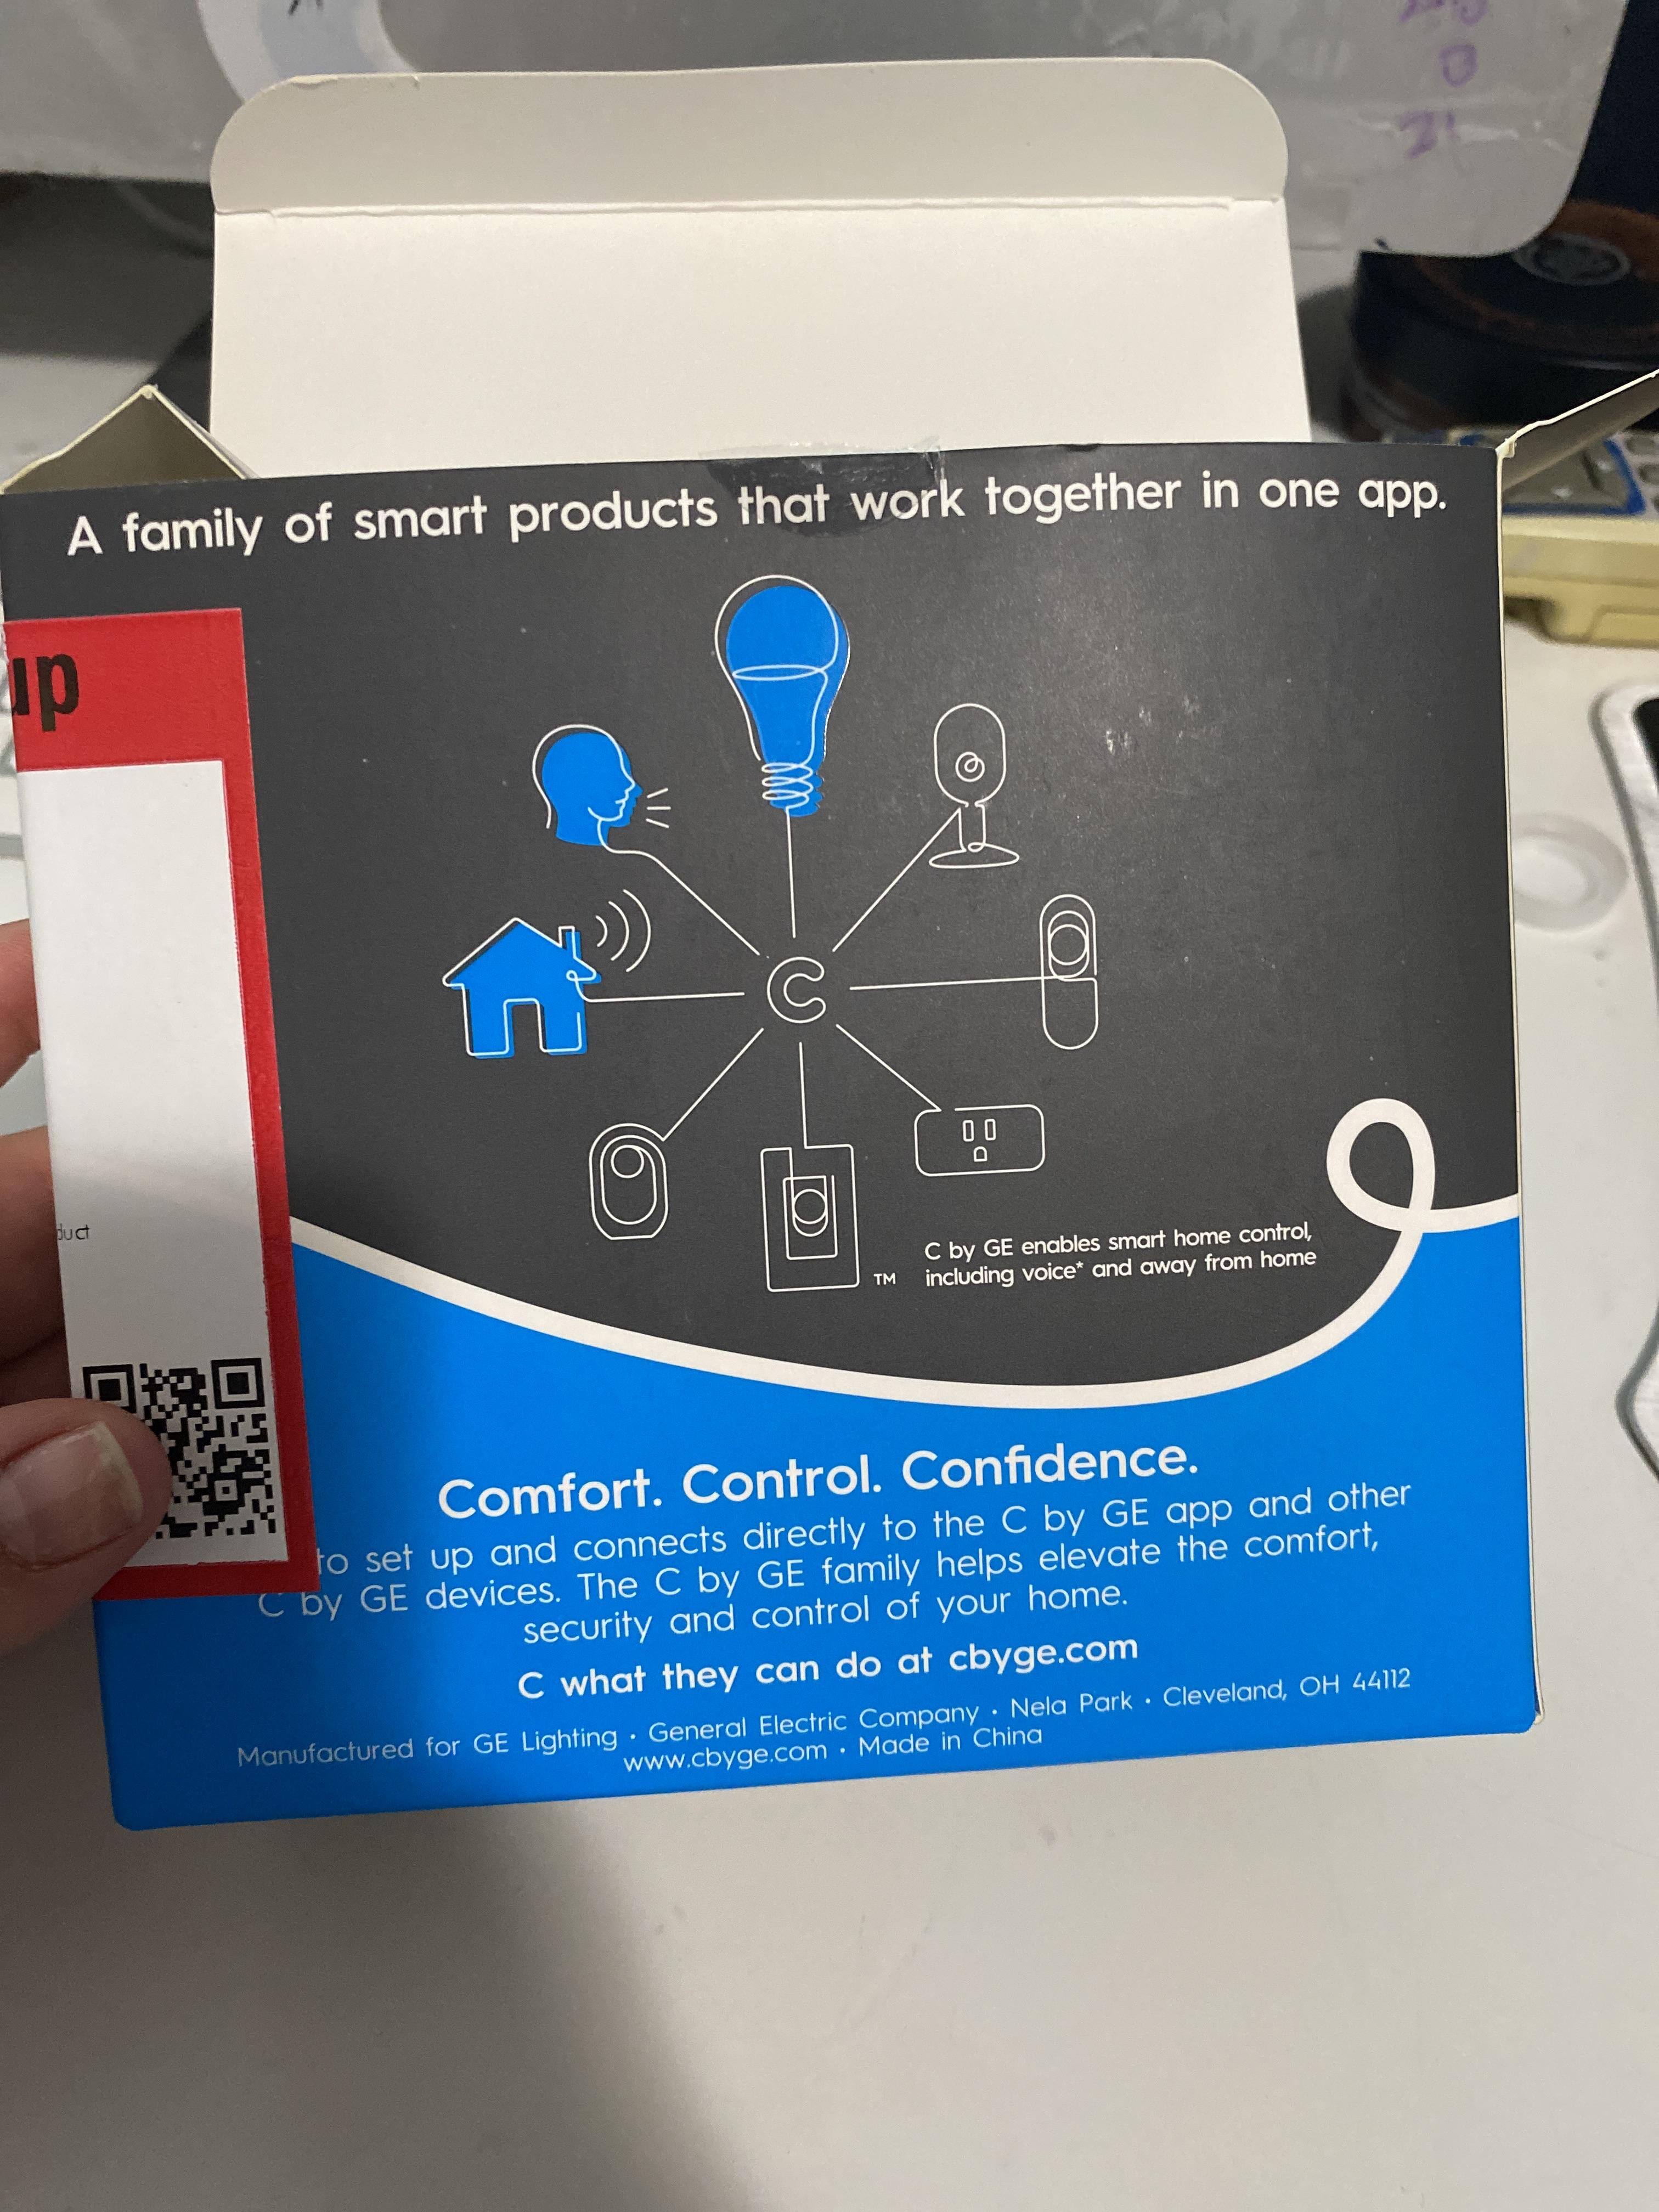 A family of smart products that work together in one app.
up
C
duct
C by GE enables smart home control,
TM including voice* and away from home
Comfort. Control. Confidence.
to set up and connects directly to the C by GE app and other
C by GE devices. The C by GE family helps elevate the comfort,
security and control of your home.
C what they can do at cbyge.com
Manufactured for GE Lighting • General Electric Company • Nela Park • Cleveland, OH 44112
www.cbyge.com • Made in China